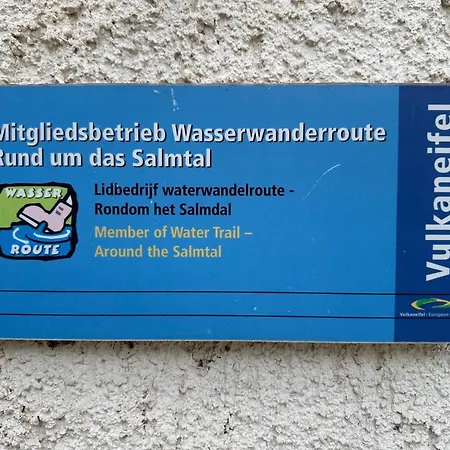 Mitgliedsbetrieb Wasserwanderroute
Rund um das Salmtal
WASSER
ROUTE
Lidbedrijf waterwandelroute -
Rondom het Salmdal
Member of Water Trail –
Around the Salmtal
Vulkaneifel
Vulkaneifel · European